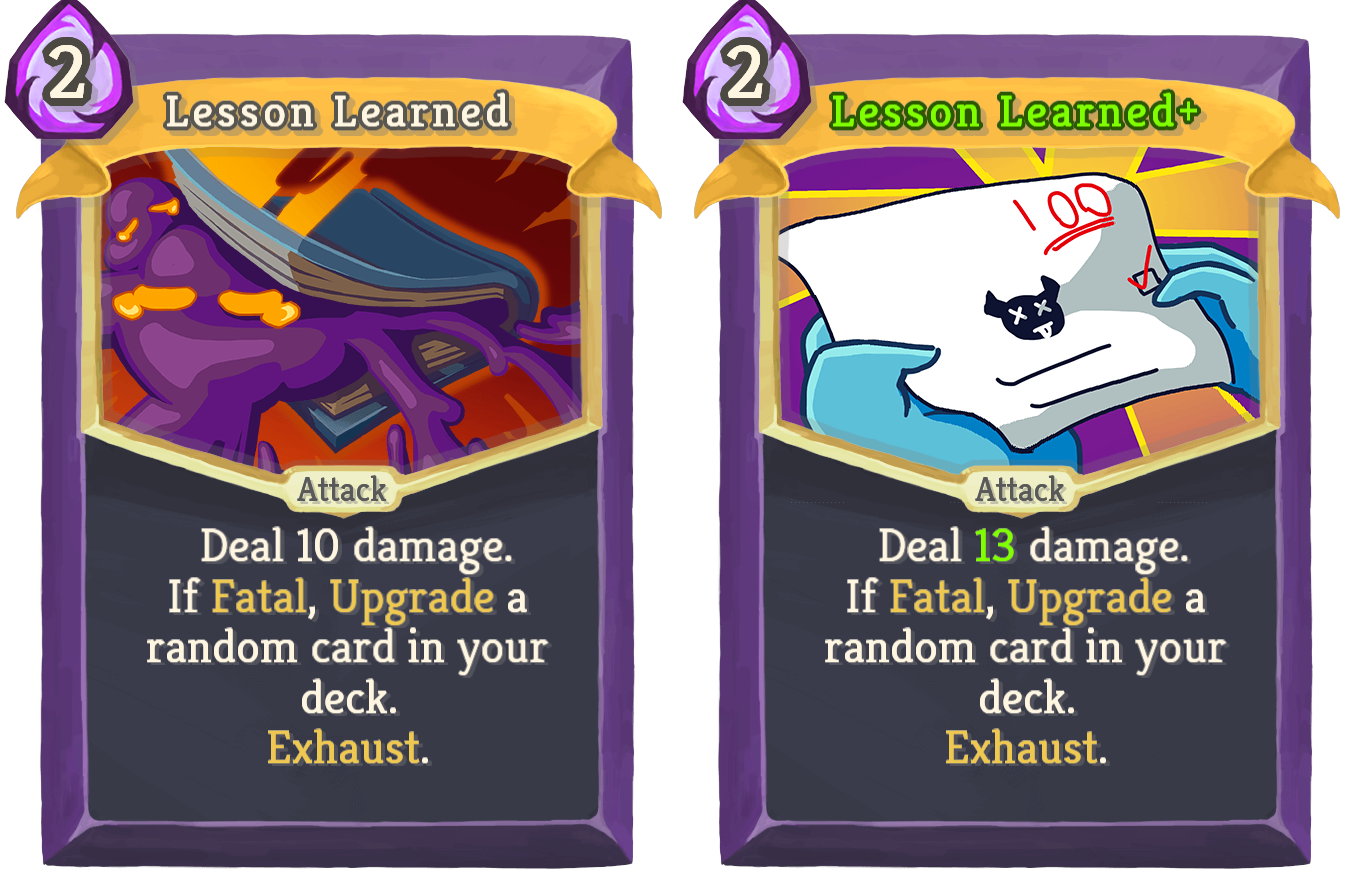 2
Lesson Learned
Attack
Deal 10 damage.
If Fatal, Upgrade a
random card in your
deck.
Exhaust.
2
Lesson Learned+
100
Attack
Deal 13 damage.
If Fatal, Upgrade a
random card in your
deck.
Exhaust.